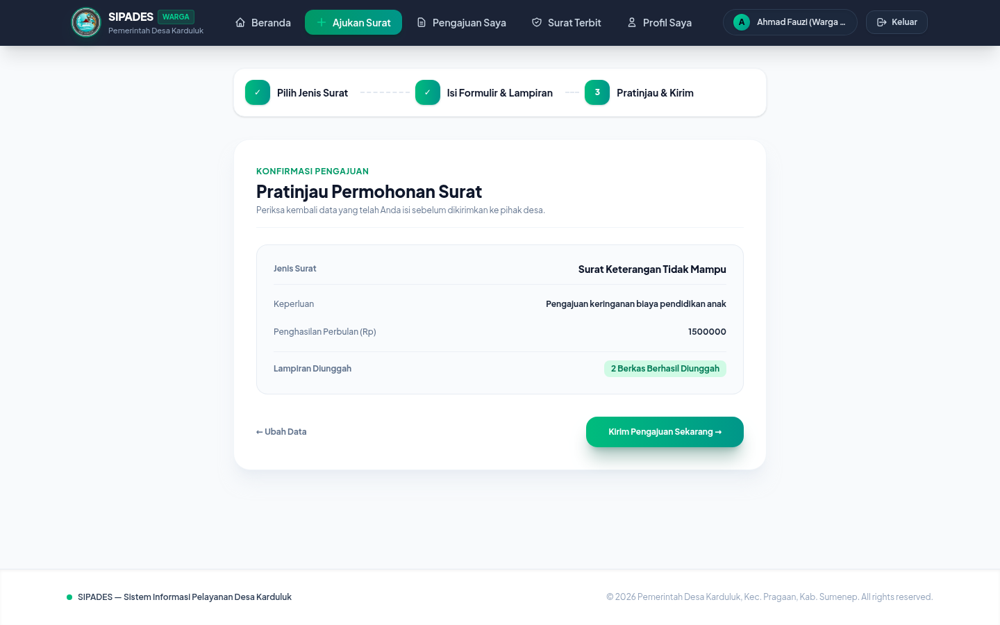 SIPADES WARGA
Pemerintah Desa Karduluk
Beranda
Ajukan Surat
Pengajuan Saya
Surat Terbit
Profil Saya
A Ahmad Fauzi (Warga ...
Keluar
✓ Pilih Jenis Surat
✓ Isi Formulir & Lampiran
3 Pratinjau & Kirim
KONFIRMASI PENGAJUAN
Pratinjau Permohonan Surat
Periksa kembali data yang telah Anda isi sebelum dikirimkan ke pihak desa.
Jenis Surat Surat Keterangan Tidak Mampu
Keperluan Pengajuan keringanan biaya pendidikan anak
Penghasilan Perbulan (Rp) 1500000
Lampiran Diunggah 2 Berkas Berhasil Diunggah
← Ubah Data Kirim Pengajuan Sekarang →
SIPADES — Sistem Informasi Pelayanan Desa Karduluk
© 2026 Pemerintah Desa Karduluk, Kec. Pragaan, Kab. Sumenep. All rights reserved.